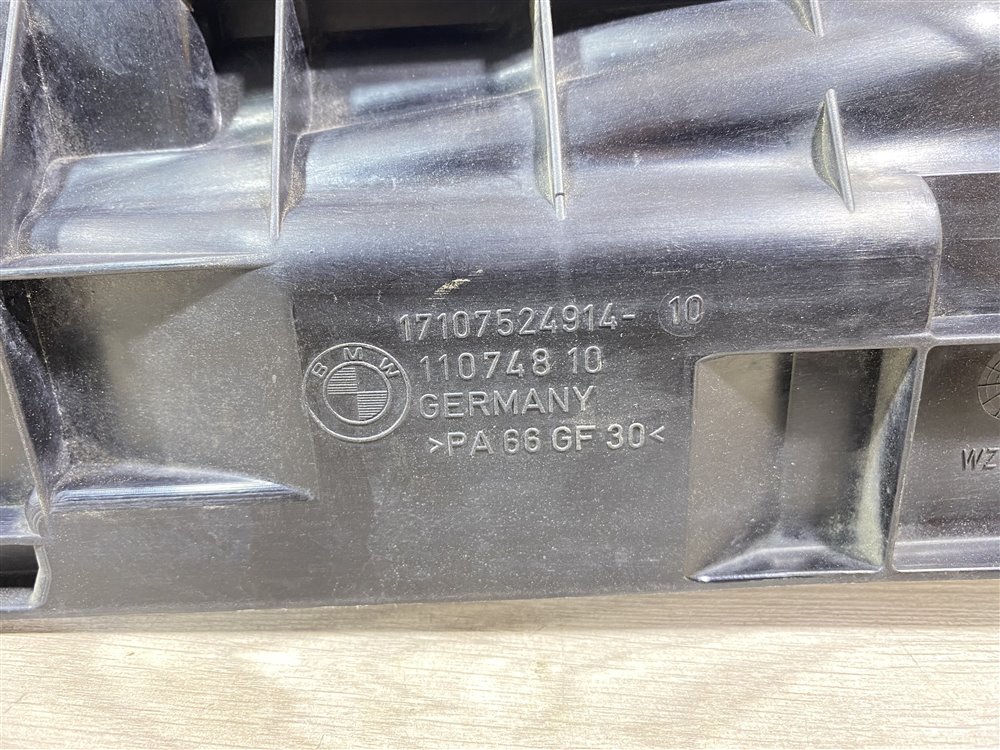 17107524914- 10
BMW
110748 10
GERMANY
>PA 66 GF 30<
WZ